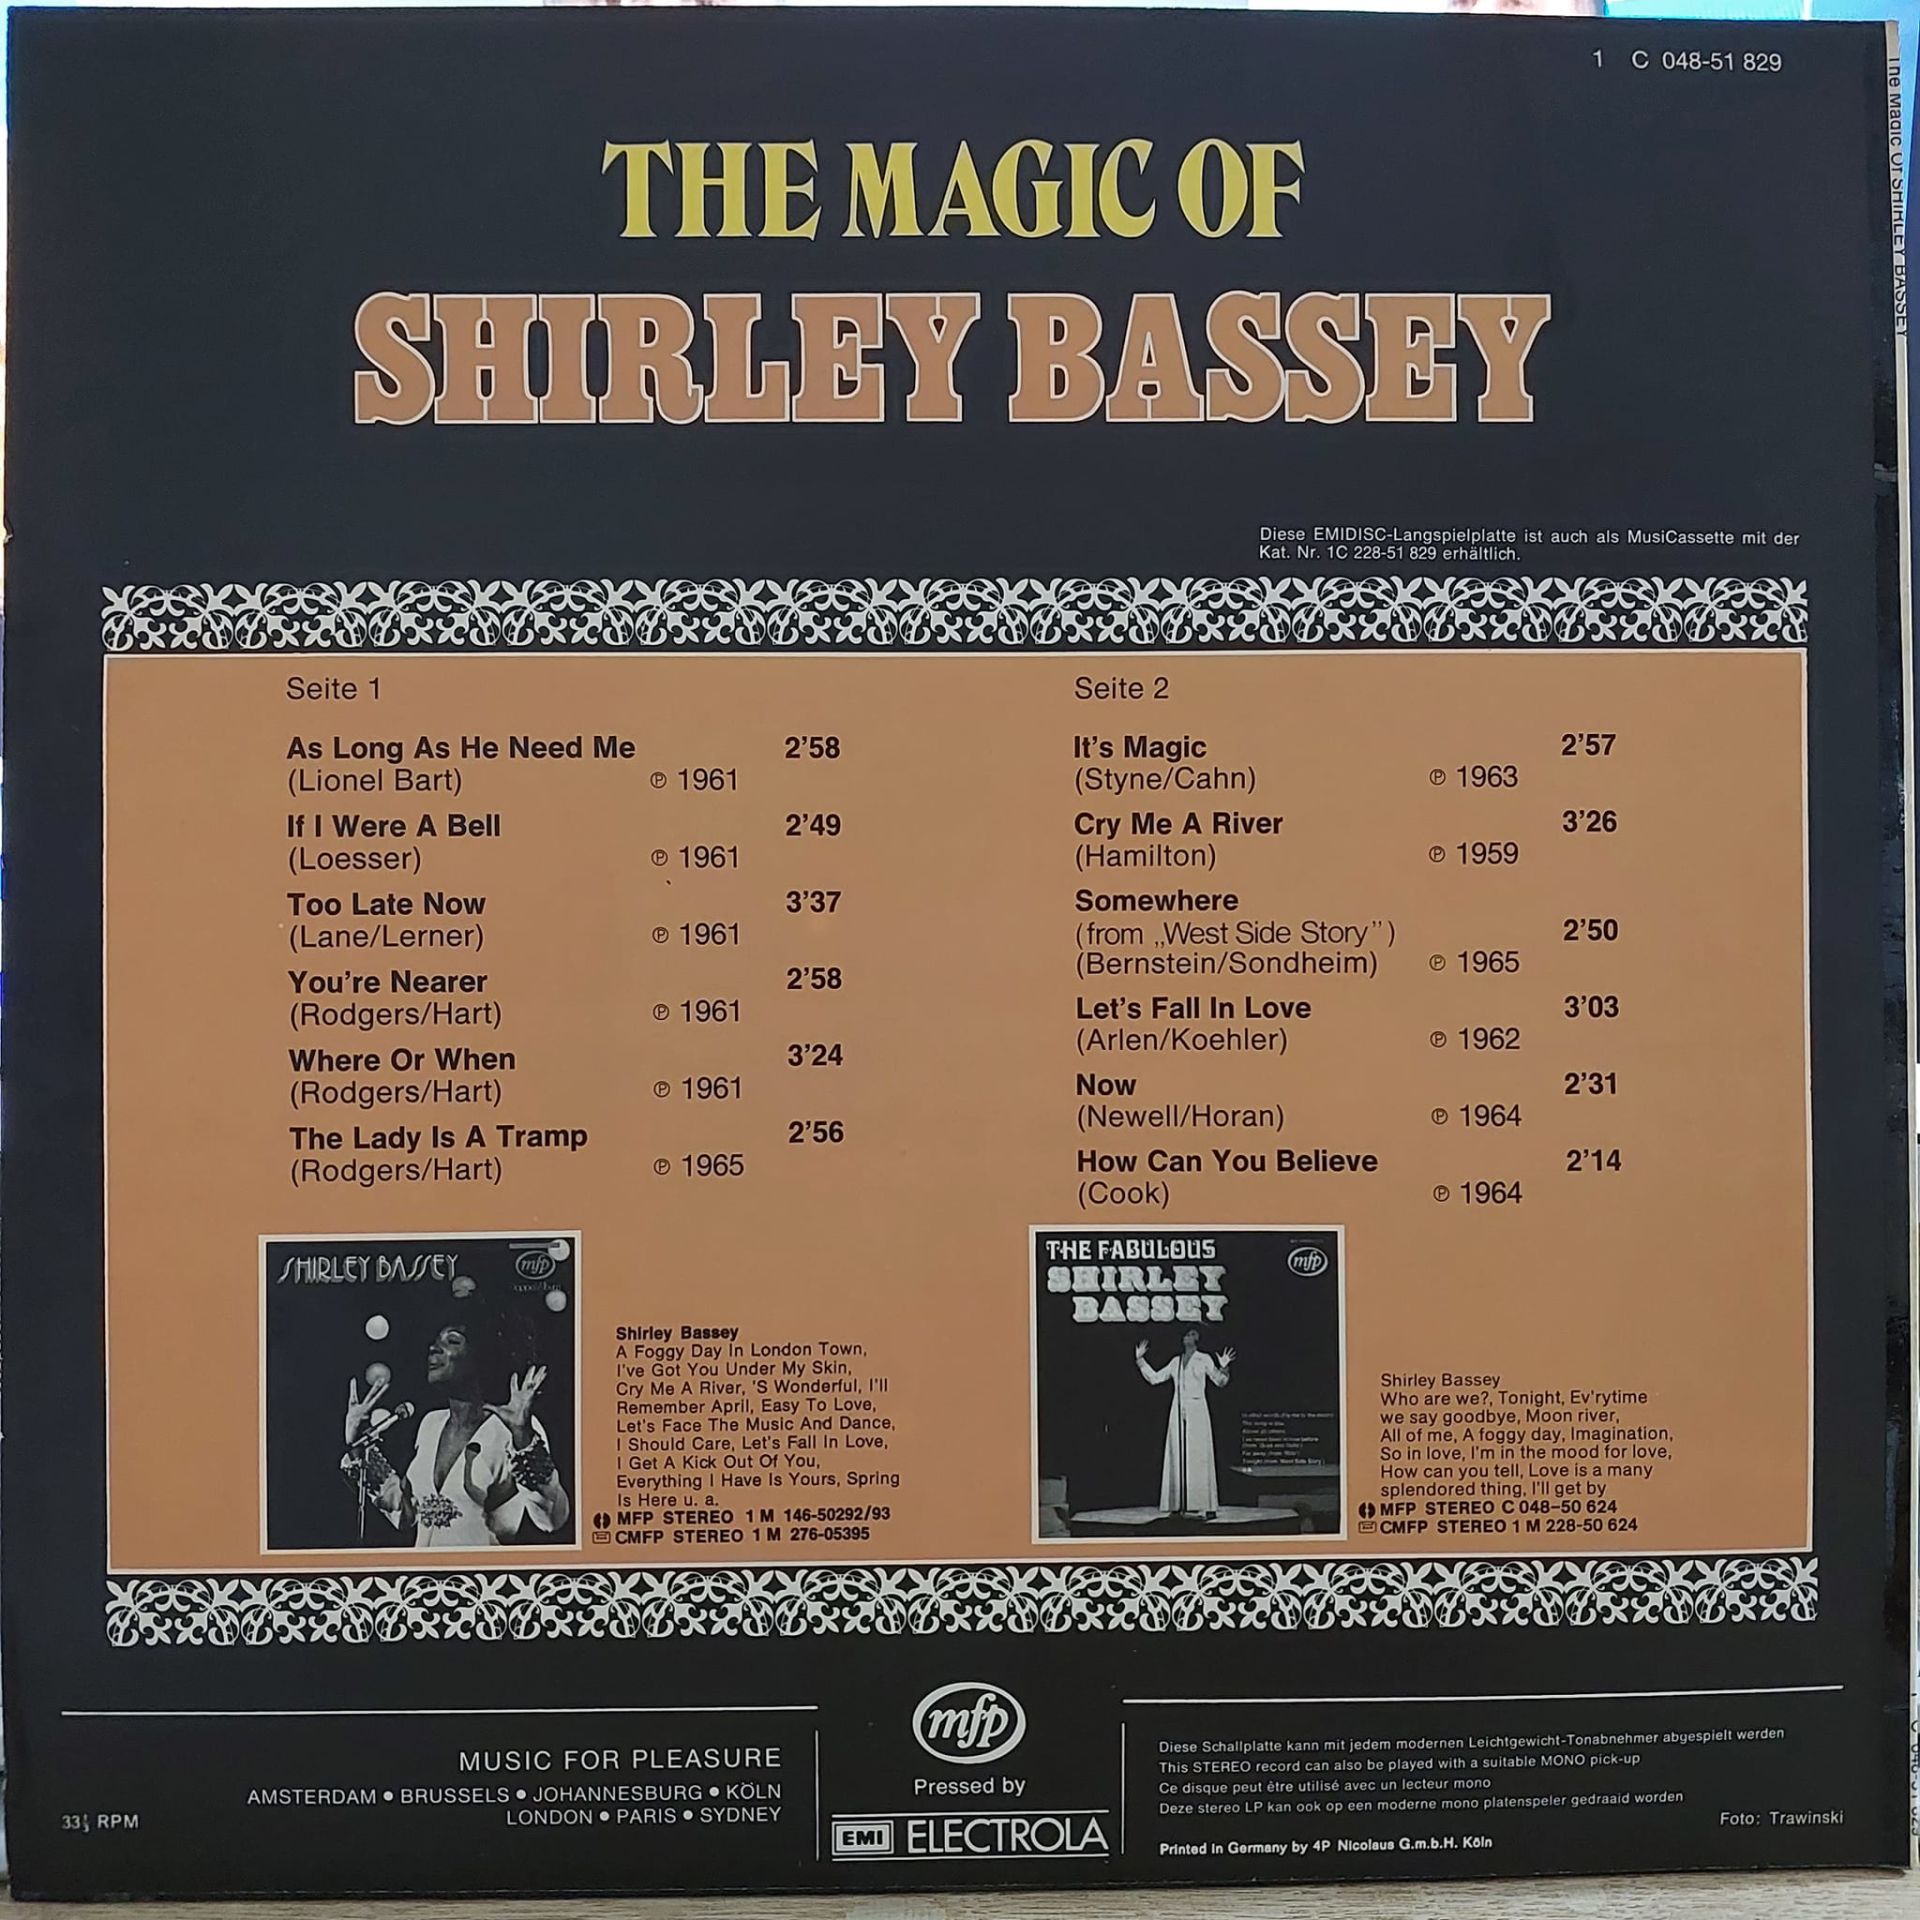 1 C 048-51 829
THE MAGIC OF
SHIRLEY BASSEY
The Magic Of SHIRLEY BASSEY
Diese EMIDISC-Langspielplatte ist auch als MusiCassette mit der
Kat. Nr. 1C 228-51 829 erhältlich.
Seite 1
As Long As He Need Me 2’58
(Lionel Bart) ℗ 1961
If I Were A Bell 2’49
(Loesser) ℗ 1961
Too Late Now 3’37
(Lane/Lerner) ℗ 1961
You’re Nearer 2’58
(Rodgers/Hart) ℗ 1961
Where Or When 3’24
(Rodgers/Hart) ℗ 1961
The Lady Is A Tramp 2’56
(Rodgers/Hart) ℗ 1965
Seite 2
It’s Magic 2’57
(Styne/Cahn) ℗ 1963
Cry Me A River 3’26
(Hamilton) ℗ 1959
Somewhere
(from „West Side Story”) 2’50
(Bernstein/Sondheim) ℗ 1965
Let’s Fall In Love 3’03
(Arlen/Koehler) ℗ 1962
Now 2’31
(Newell/Horan) ℗ 1964
How Can You Believe 2’14
(Cook) ℗ 1964
SHIRLEY BASSEY mfp
Shirley Bassey
A Foggy Day In London Town,
I've Got You Under My Skin,
Cry Me A River, 'S Wonderful, I'll
Remember April, Easy To Love,
Let's Face The Music And Dance,
I Should Care, Let's Fall In Love,
I Get A Kick Out Of You,
Everything I Have Is Yours, Spring
Is Here u. a.
MFP STEREO 1 M 146-50292/93
CMFP STEREO 1 M 276-05395
THE FABULOUS mfp
SHIRLEY
BASSEY
Shirley Bassey
Who are we?, Tonight, Ev'rytime
we say goodbye, Moon river,
All of me, A foggy day, Imagination,
So in love, I'm in the mood for love,
How can you tell, Love is a many
splendored thing, I'll get by
MFP STEREO C 048-50 624
CMFP STEREO 1 M 228-50 624
MUSIC FOR PLEASURE
AMSTERDAM ● BRUSSELS ● JOHANNESBURG ● KÖLN
LONDON ● PARIS ● SYDNEY
33⅓ RPM
mfp
Pressed by
EMI ELECTROLA
Diese Schallplatte kann mit jedem modernen Leichtgewicht-Tonabnehmer abgespielt werden
This STEREO record can also be played with a suitable MONO pick-up
Ce disque peut être utilisé avec un lecteur mono
Deze stereo LP kan ook op een moderne mono platenspeler gedraaid worden
Foto: Trawinski
Printed in Germany by 4P Nicolaus G.m.b.H. Köln